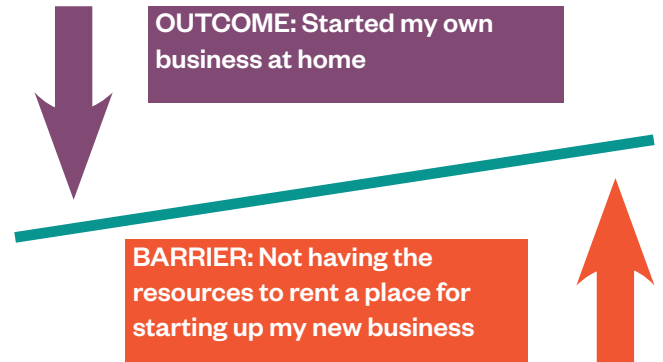 OUTCOME: Started my own
business at home
BARRIER: Not having the
resources to rent a place for
starting up my new business